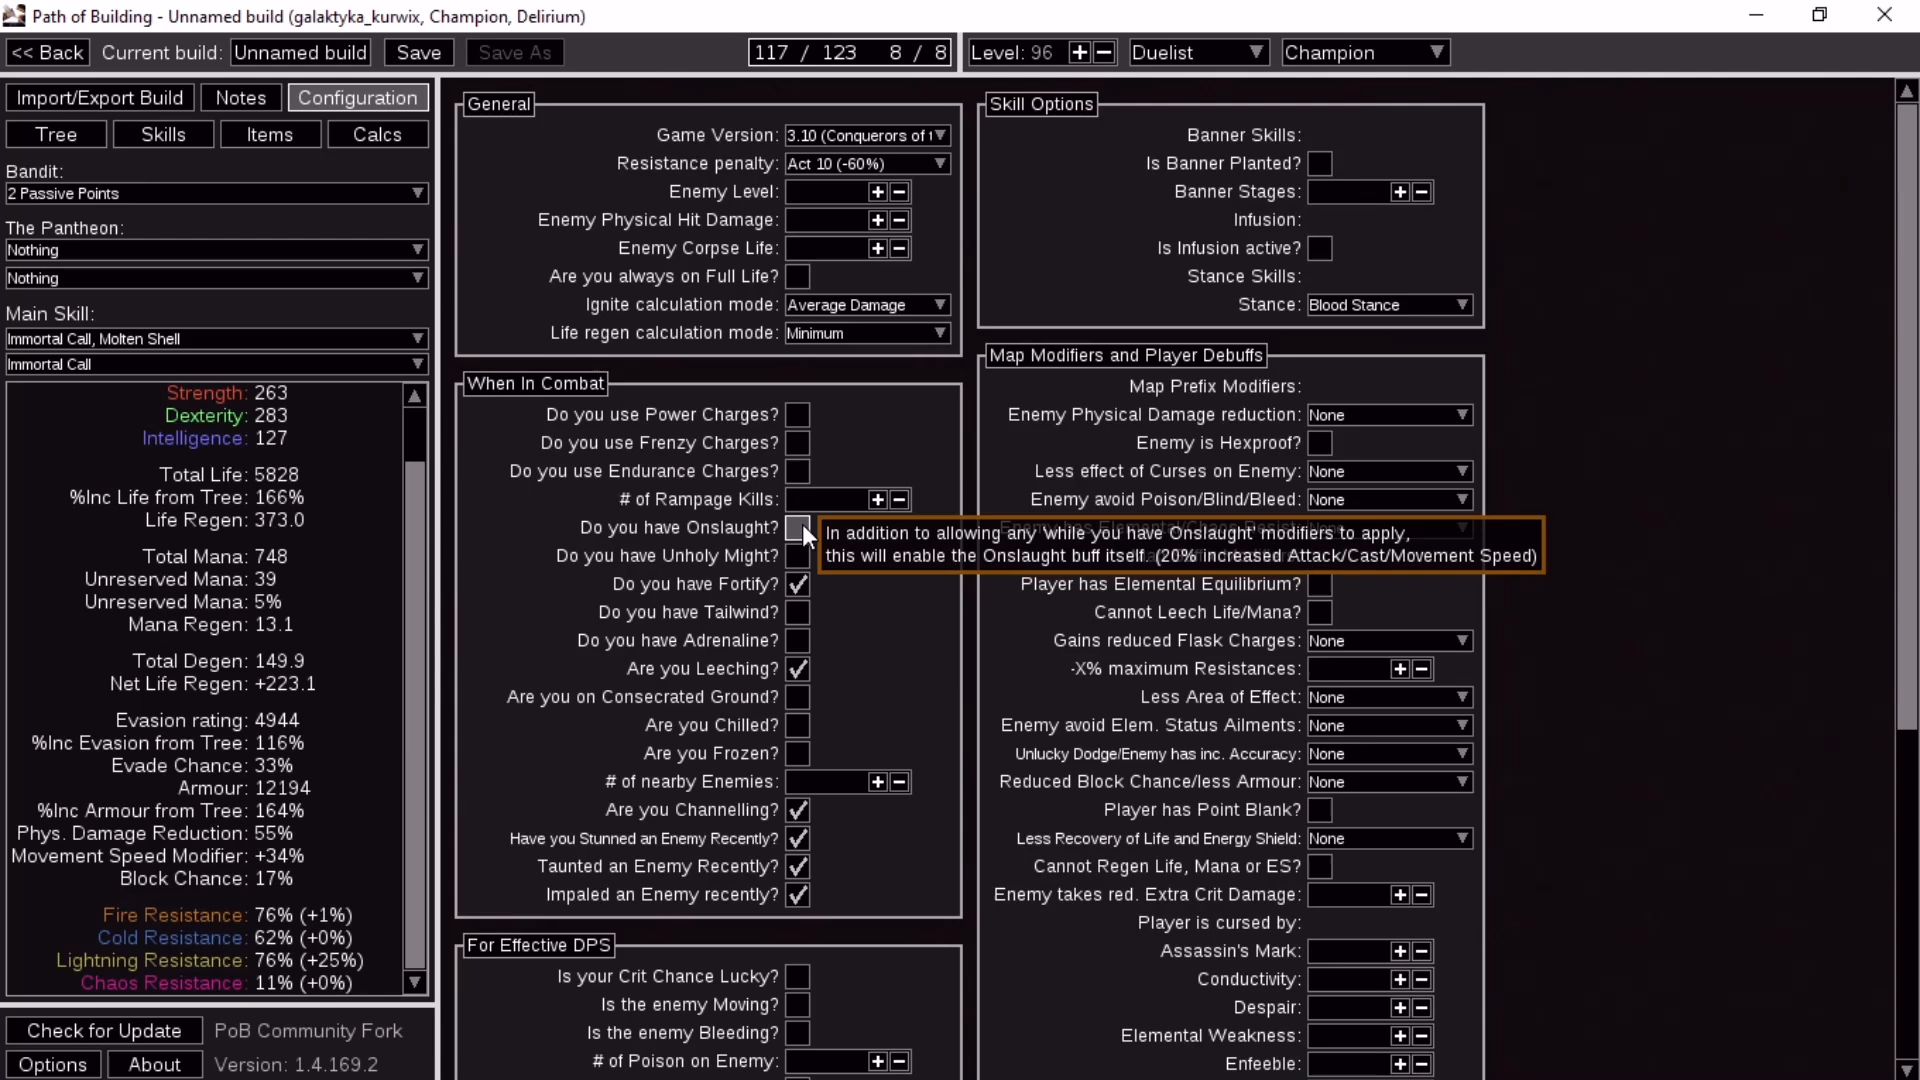 Path of Building - Unnamed build (galaktyka_kurwix, Champion, Delirium)
<< Back Current build: Unnamed build Save Save As 117 / 123 8 / 8 Level: 96 Duelist Champion
Import/Export Build Notes Configuration
Tree Skills Items Calcs
Bandit:
2 Passive Points
The Pantheon:
Nothing
Nothing
Main Skill:
Immortal Call, Molten Shell
Immortal Call
Strength: 263
Dexterity: 283
Intelligence: 127
Total Life: 5828
%Inc Life from Tree: 166%
Life Regen: 373.0
Total Mana: 748
Unreserved Mana: 39
Unreserved Mana: 5%
Mana Regen: 13.1
Total Degen: 149.9
Net Life Regen: +223.1
Evasion rating: 4944
%Inc Evasion from Tree: 116%
Evade Chance: 33%
Armour: 12194
%Inc Armour from Tree: 164%
Phys. Damage Reduction: 55%
Movement Speed Modifier: +34%
Block Chance: 17%
Fire Resistance: 76% (+1%)
Cold Resistance: 62% (+0%)
Lightning Resistance: 76% (+25%)
Chaos Resistance: 11% (+0%)
Check for Update PoB Community Fork
Options About Version: 1.4.169.2
General
Game Version: 3.10 (Conquerors of t
Resistance penalty: Act 10 (-60%)
Enemy Level:
Enemy Physical Hit Damage:
Enemy Corpse Life:
Are you always on Full Life?
Ignite calculation mode: Average Damage
Life regen calculation mode: Minimum
When In Combat
Do you use Power Charges?
Do you use Frenzy Charges?
Do you use Endurance Charges?
# of Rampage Kills:
Do you have Onslaught?
In addition to allowing any 'while you have Onslaught' modifiers to apply,
this will enable the Onslaught buff itself. (20% increased Attack/Cast/Movement Speed)
Do you have Unholy Might?
Do you have Fortify?
Do you have Tailwind?
Do you have Adrenaline?
Are you Leeching?
Are you on Consecrated Ground?
Are you Chilled?
Are you Frozen?
# of nearby Enemies:
Are you Channelling?
Have you Stunned an Enemy Recently?
Taunted an Enemy Recently?
Impaled an Enemy recently?
For Effective DPS
Is your Crit Chance Lucky?
Is the enemy Moving?
Is the enemy Bleeding?
# of Poison on Enemy:
Skill Options
Banner Skills:
Is Banner Planted?
Banner Stages:
Infusion:
Is Infusion active?
Stance Skills:
Stance: Blood Stance
Map Modifiers and Player Debuffs
Map Prefix Modifiers:
Enemy Physical Damage reduction: None
Enemy is Hexproof?
Less effect of Curses on Enemy: None
Enemy avoid Poison/Blind/Bleed: None
Enemy has Elemental/Chaos Resist: None
Player has Elemental Equilibrium?
Cannot Leech Life/Mana?
Gains reduced Flask Charges: None
-X% maximum Resistances:
Less Area of Effect: None
Enemy avoid Elem. Status Ailments: None
Unlucky Dodge/Enemy has inc. Accuracy: None
Reduced Block Chance/less Armour: None
Player has Point Blank?
Less Recovery of Life and Energy Shield: None
Cannot Regen Life, Mana or ES?
Enemy takes red. Extra Crit Damage:
Player is cursed by:
Assassin's Mark:
Conductivity:
Despair:
Elemental Weakness:
Enfeeble: